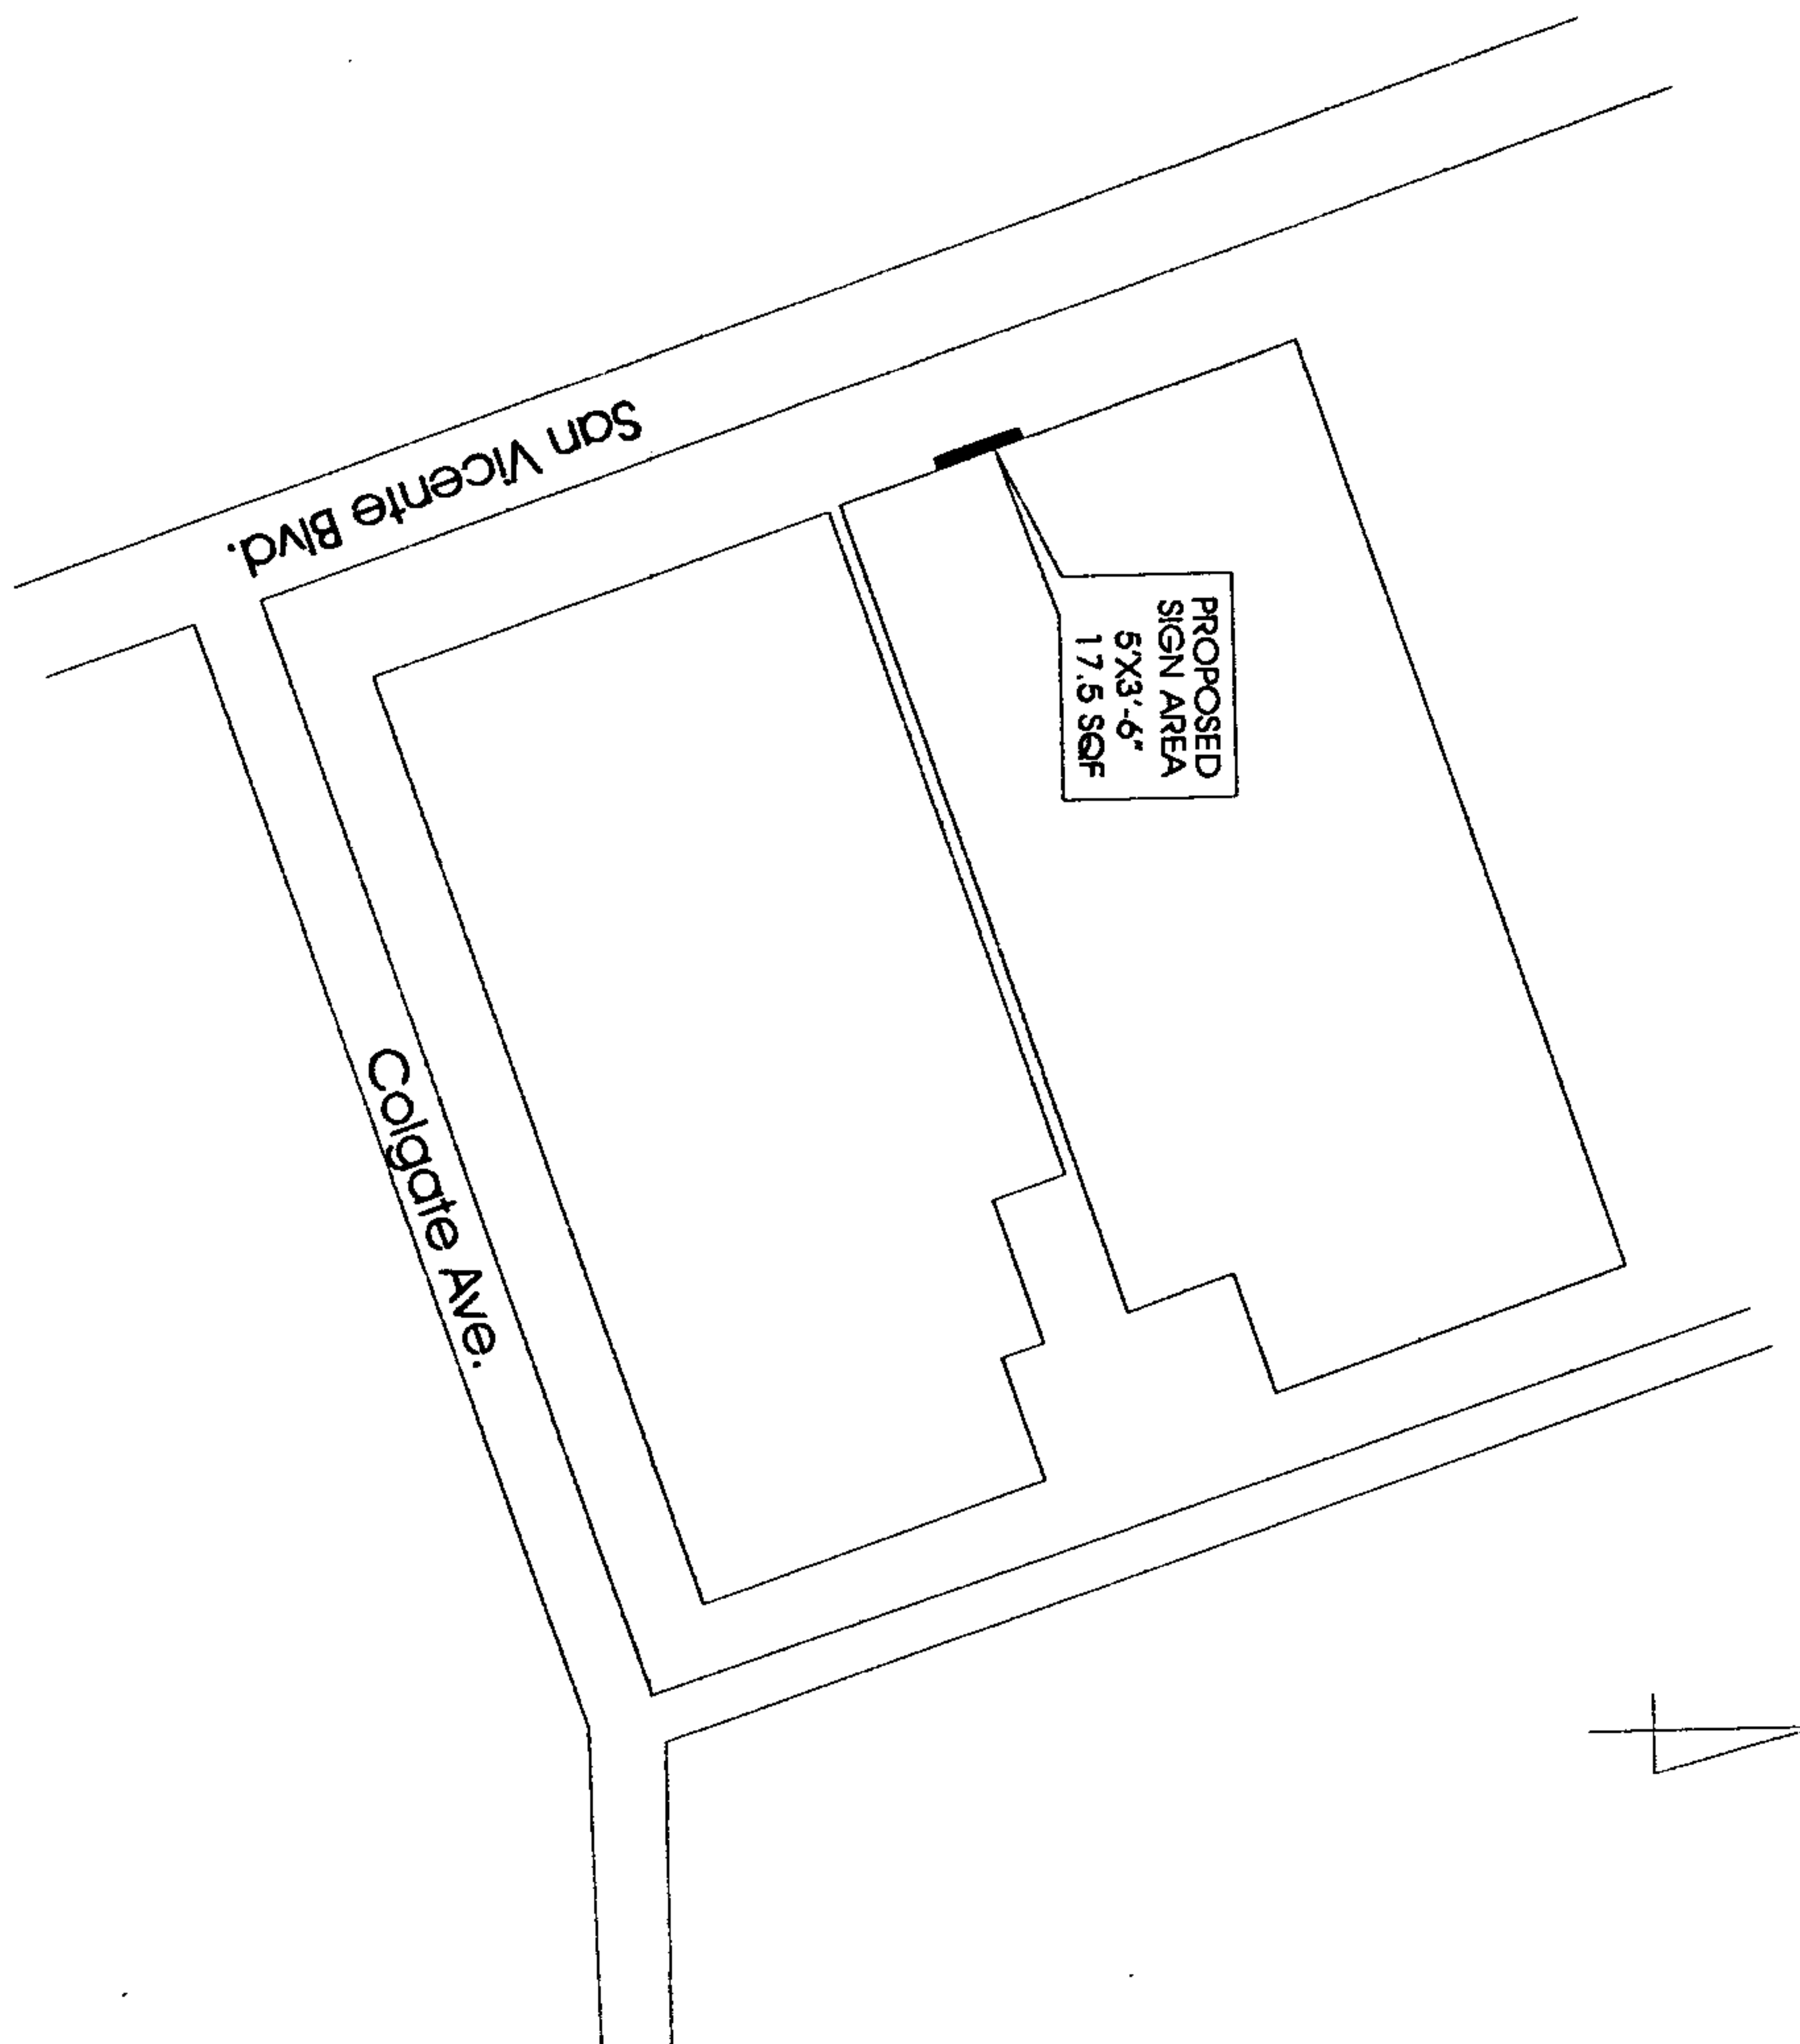 San Vicente Blvd.
PROPOSED
SIGN AREA
5'X3'-6"
17.5 SQF
Colgate Ave.